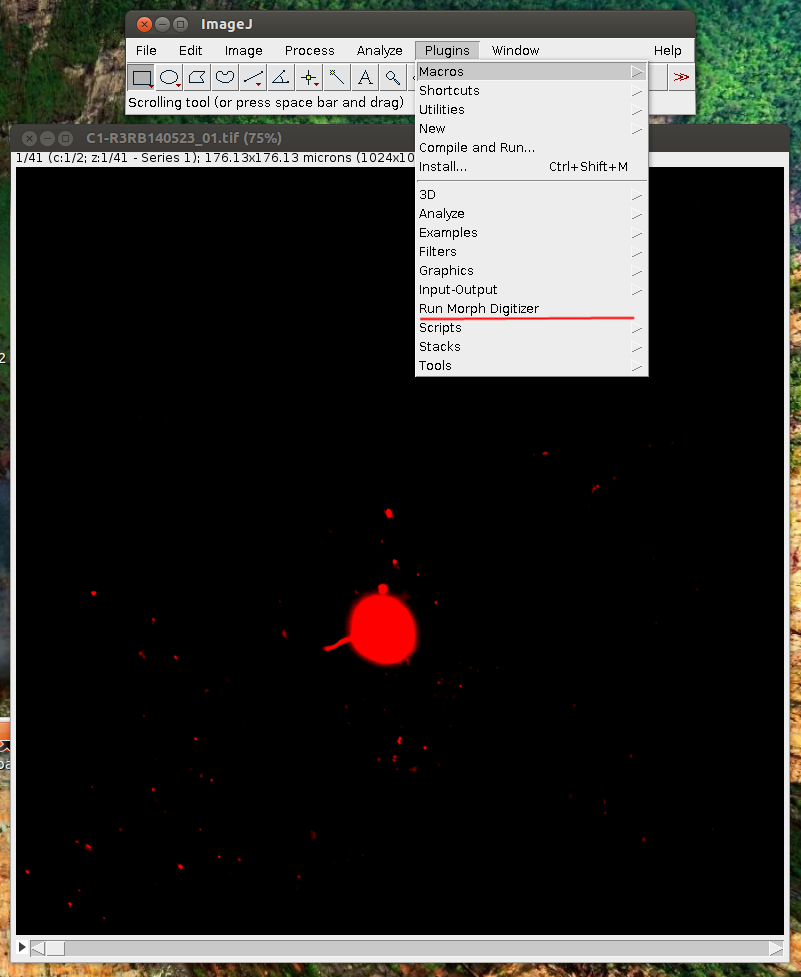 ImageJ
File Edit Image Process Analyze Plugins Window Help
Scrolling tool (or press space bar and drag)
C1-R3RB140523_01.tif (75%)
1/41 (c:1/2; z:1/41 - Series 1); 176.13x176.13 microns (1024x10
Macros
Shortcuts
Utilities
New
Compile and Run...
Install... Ctrl+Shift+M
3D
Analyze
Examples
Filters
Graphics
Input-Output
Run Morph Digitizer
Scripts
Stacks
Tools
2